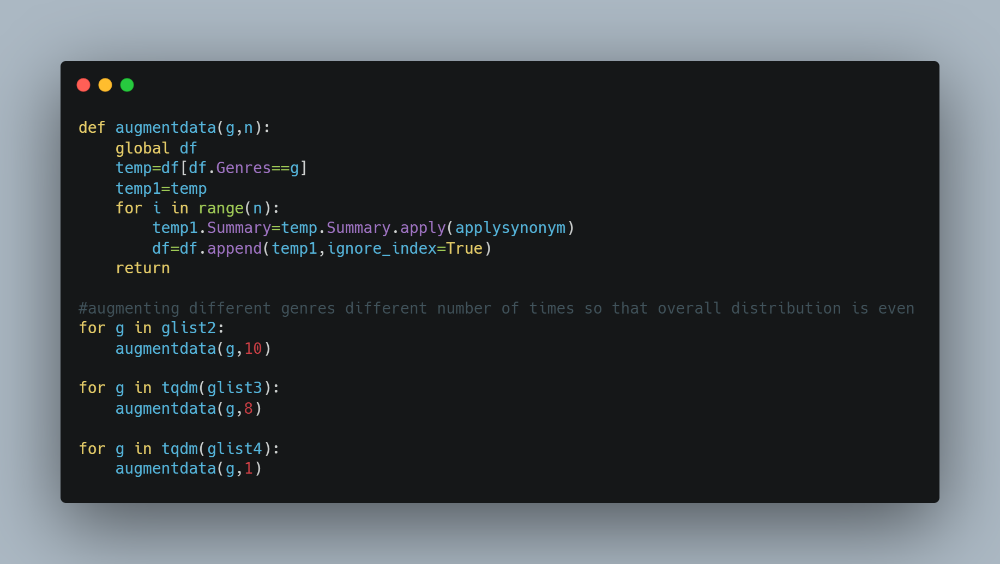 def augmentdata(g,n):
    global df
    temp=df[df.Genres==g]
    temp1=temp
    for i in range(n):
        temp1.Summary=temp.Summary.apply(applysynonym)
        df=df.append(temp1,ignore_index=True)
    return

#augmenting different genres different number of times so that overall distribution is even
for g in glist2:
    augmentdata(g,10)

for g in tqdm(glist3):
    augmentdata(g,8)

for g in tqdm(glist4):
    augmentdata(g,1)